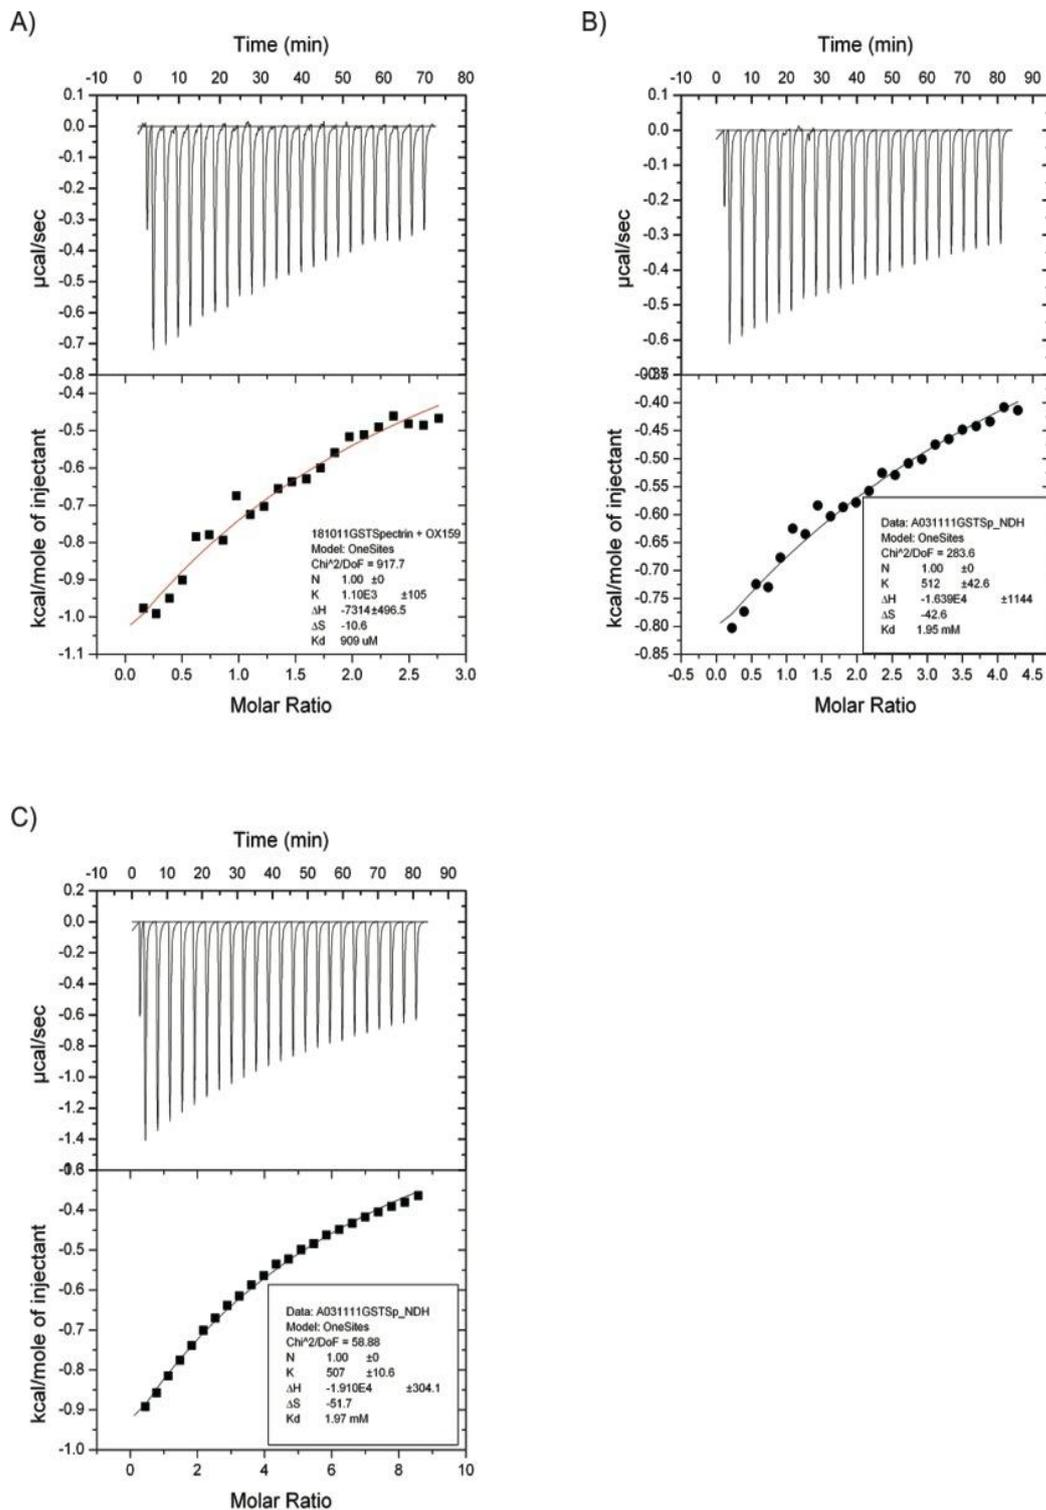 A)
Time (min)
-10 0 10 20 30 40 50 60 70 80
0.1
0.0
-0.1
-0.2
-0.3
-0.4
-0.5
-0.6
-0.7
-0.8
µcal/sec
-0.4
-0.5
-0.6
-0.7
-0.8
-0.9
-1.0
-1.1
kcal/mole of injectant
181011GSTSpectrin + OX159
Model: OneSites
Chi^2/DoF = 917.7
N 1.00 ±0
K 1.10E3 ±105
ΔH -7314 ±496.5
ΔS -10.6
Kd 909 uM
0.0 0.5 1.0 1.5 2.0 2.5 3.0
Molar Ratio
B)
Time (min)
-10 0 10 20 30 40 50 60 70 80 90
0.1
0.0
-0.1
-0.2
-0.3
-0.4
-0.5
-0.6
µcal/sec
-0.40
-0.45
-0.50
-0.55
-0.60
-0.65
-0.70
-0.75
-0.80
-0.85
kcal/mole of injectant
Data: A031111GSTSp_NDH
Model: OneSites
Chi^2/DoF = 283.6
N 1.00 ±0
K 512 ±42.6
ΔH -1.639E4 ±1144
ΔS -42.6
Kd 1.95 mM
-0.5 0.0 0.5 1.0 1.5 2.0 2.5 3.0 3.5 4.0 4.5
Molar Ratio
C)
Time (min)
-10 0 10 20 30 40 50 60 70 80 90
0.2
0.0
-0.2
-0.4
-0.6
-0.8
-1.0
-1.2
-1.4
µcal/sec
-0.4
-0.5
-0.6
-0.7
-0.8
-0.9
-1.0
kcal/mole of injectant
Data: A031111GSTSp_NDH
Model: OneSites
Chi^2/DoF = 58.88
N 1.00 ±0
K 507 ±10.6
ΔH -1.910E4 ±304.1
ΔS -51.7
Kd 1.97 mM
0 2 4 6 8 10
Molar Ratio